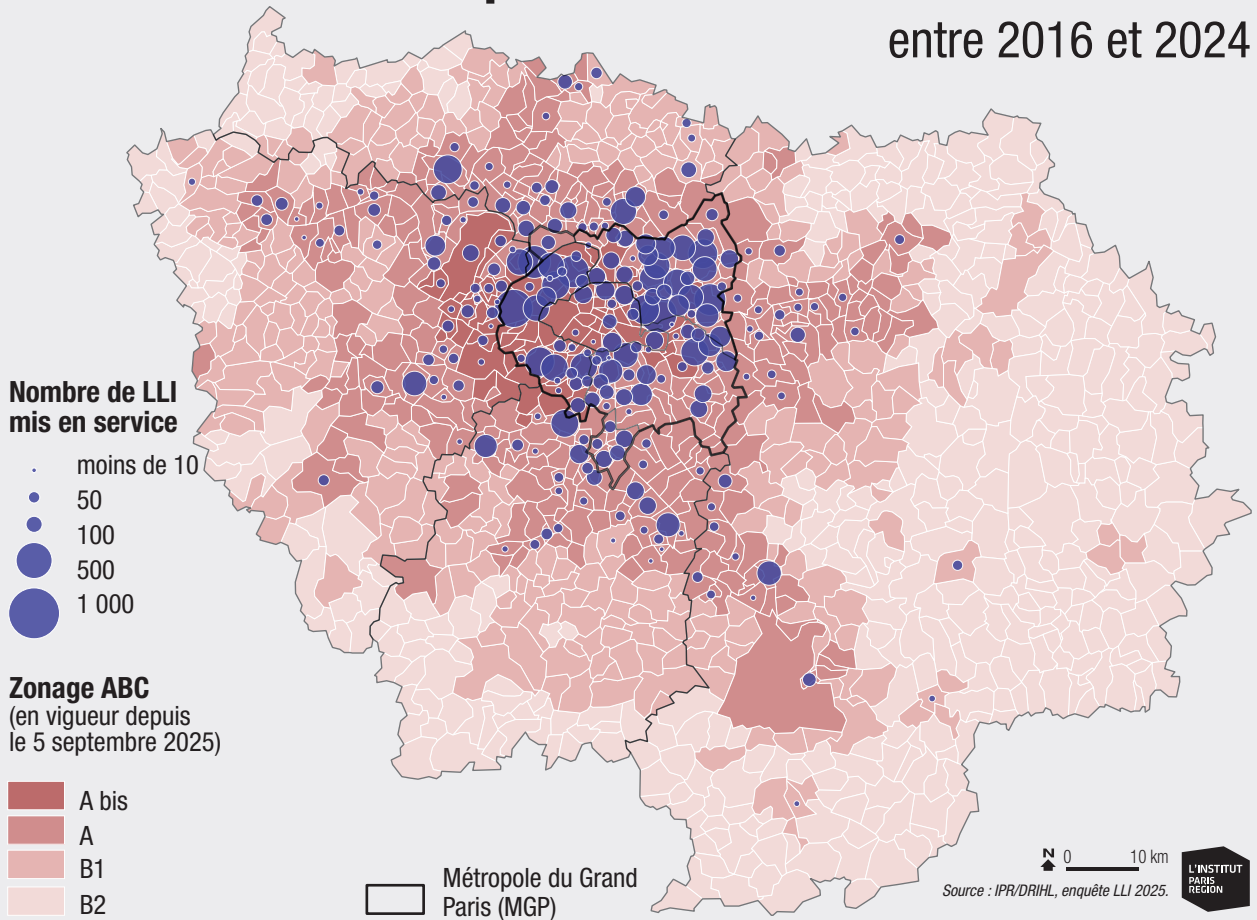 entre 2016 et 2024
Nombre de LLI
mis en service
moins de 10
50
100
500
1 000
Zonage ABC
(en vigueur depuis
le 5 septembre 2025)
A bis
A
B1
B2
Métropole du Grand
Paris (MGP)
N
0 10 km
Source : IPR/DRIHL, enquête LLI 2025.
L'INSTITUT
PARIS
REGION